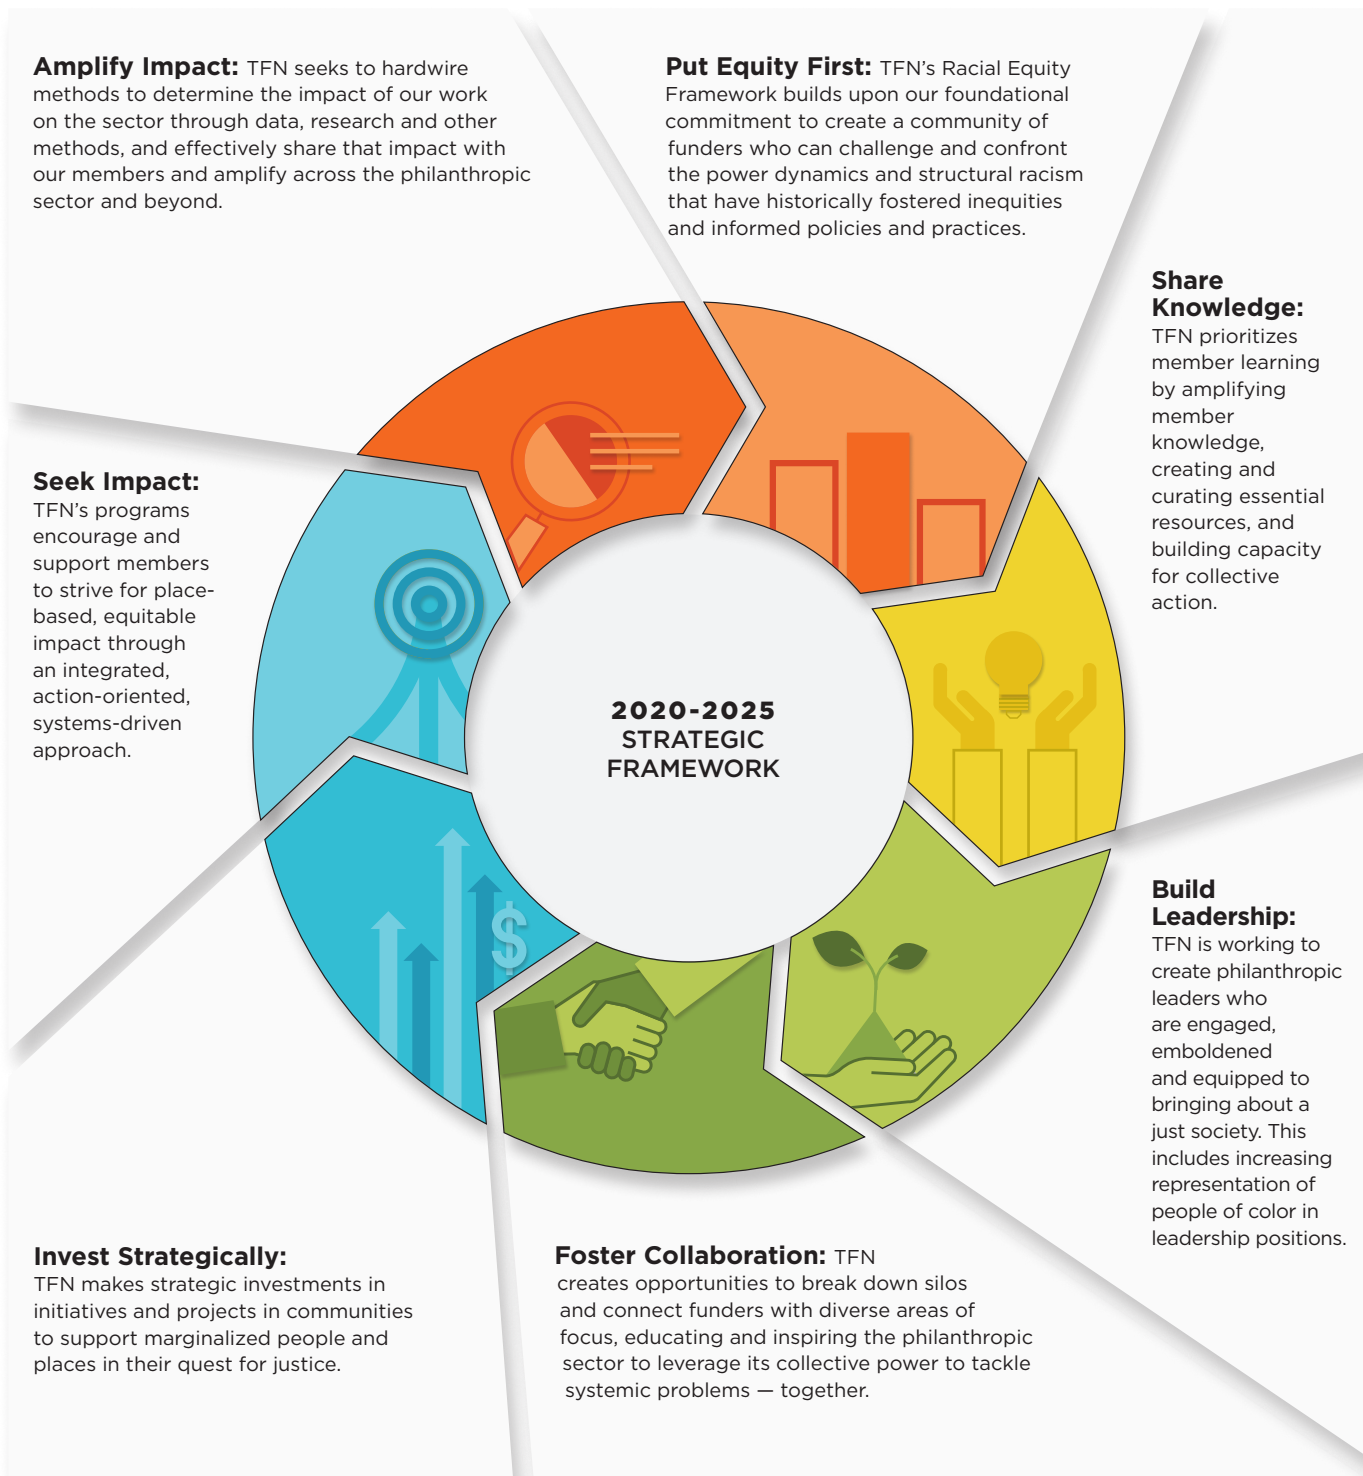 Amplify Impact: TFN seeks to hardwire
methods to determine the impact of our work
on the sector through data, research and other
methods, and effectively share that impact with
our members and amplify across the philanthropic
sector and beyond.
Put Equity First: TFN’s Racial Equity
Framework builds upon our foundational
commitment to create a community of
funders who can challenge and confront
the power dynamics and structural racism
that have historically fostered inequities
and informed policies and practices.
Share
Knowledge:
TFN prioritizes
member learning
by amplifying
member
knowledge,
creating and
curating essential
resources, and
building capacity
for collective
action.
Build
Leadership:
TFN is working to
create philanthropic
leaders who
are engaged,
emboldened
and equipped to
bringing about a
just society. This
includes increasing
representation of
people of color in
leadership positions.
Foster Collaboration: TFN
creates opportunities to break down silos
and connect funders with diverse areas of
focus, educating and inspiring the philanthropic
sector to leverage its collective power to tackle
systemic problems — together.
Invest Strategically:
TFN makes strategic investments in
initiatives and projects in communities
to support marginalized people and
places in their quest for justice.
Seek Impact:
TFN’s programs
encourage and
support members
to strive for place-
based, equitable
impact through
an integrated,
action-oriented,
systems-driven
approach.
2020-2025
STRATEGIC
FRAMEWORK
$